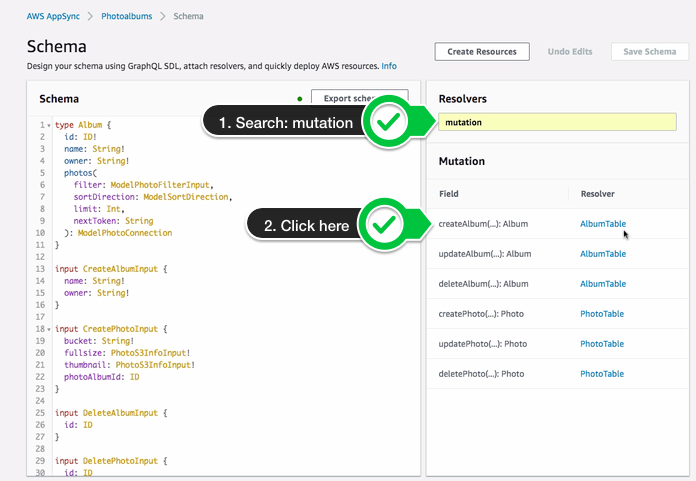 AWS AppSync > Photoalbums > Schema
Schema
Design your schema using GraphQL SDL, attach resolvers, and quickly deploy AWS resources. Info
Create Resources
Undo Edits
Save Schema
Schema
Export
1. Search: mutation
1 type Album {
2 id: ID!
3 name: String!
4 owner: String!
5 photos(
6 filter: ModelPhotoFilterInput,
7 sortDirection: ModelSortDirection,
8 limit: Int,
9 nextToken: String
10 ): ModelPhotoConnection
11 }
12
13 input CreateAlbumInput {
14 name: String!
15 owner: String!
16 }
17
18 input CreatePhotoInput {
19 bucket: String!
20 fullsize: PhotoS3InfoInput!
21 thumbnail: PhotoS3InfoInput!
22 photoAlbumId: ID
23 }
24
25 input DeleteAlbumInput {
26 id: ID
27 }
28
29 input DeletePhotoInput {
30 id: ID
2. Click here
Resolvers
mutation
Mutation
Field Resolver
createAlbum(...): Album AlbumTable
updateAlbum(...): Album AlbumTable
deleteAlbum(...): Album AlbumTable
createPhoto(...): Photo PhotoTable
updatePhoto(...): Photo PhotoTable
deletePhoto(...): Photo PhotoTable